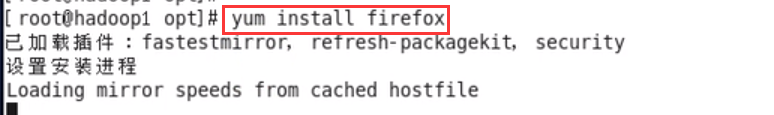 [root@hadoop1 opt]# yum install firefox
已加载插件：fastestmirror, refresh-packagekit, security
设置安装进程
Loading mirror speeds from cached hostfile